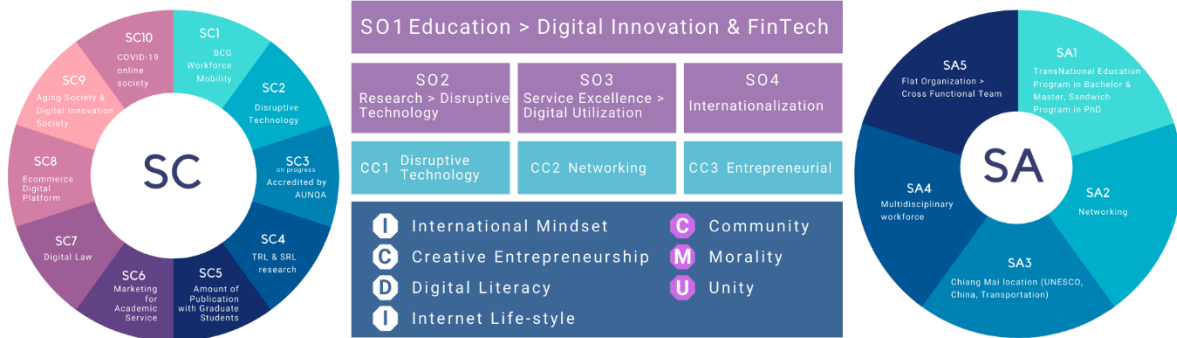 SC10
COVID-19
online
society
SC1
BCG
Workforce
Mobility
SC2
Disruptive
Technology
SC3
on progress
Accredited by
AUNQA
SC4
TRL & SRL
research
SC5
Amount of
Publication
with Graduate
Students
SC6
Marketing
for
Academic
Service
SC7
Digital Law
SC8
Ecommerce
Digital
Platform
SC9
Aging Society &
Digital Innovation
Society
SC
SO1 Education > Digital Innovation & FinTech
SO2
Research > Disruptive
Technology
SO3
Service Excellence >
Digital Utilization
SO4
Internationalization
CC1 Disruptive
Technology
CC2 Networking
CC3 Entrepreneurial
I International Mindset
C Creative Entrepreneurship
D Digital Literacy
I Internet Life-style
C Community
M Morality
U Unity
SA5
Flat Organization >
Cross Functional Team
SA1
TransNational Education
Program in Bachelor &
Master, Sandwich
Program in PhD
SA2
Networking
SA3
Chiang Mai location (UNESCO,
China, Transportation)
SA4
Multidisciplinary
workforce
SA